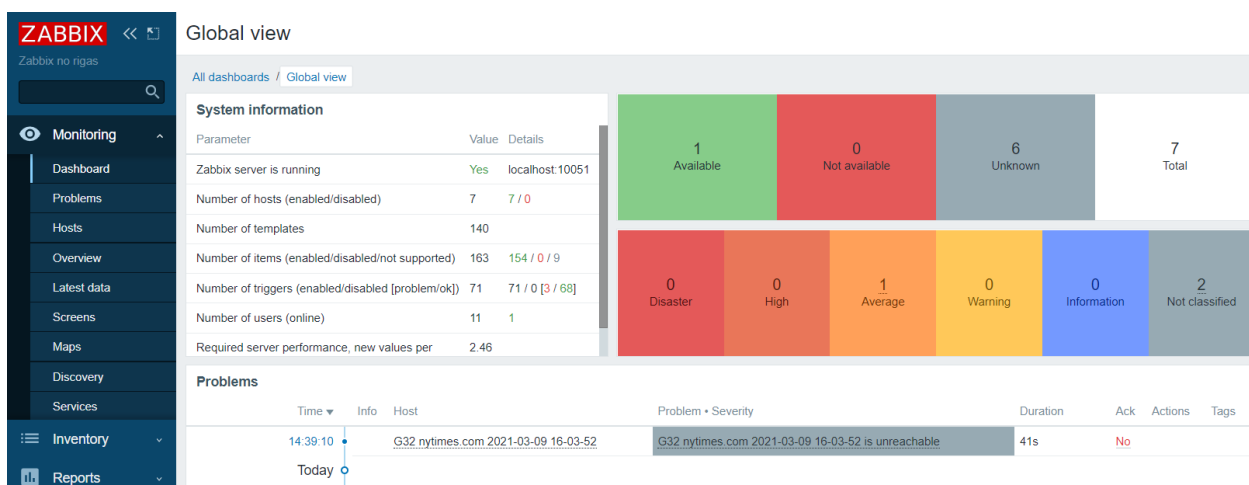 ZABBIX
Zabbix no rigas
Monitoring
Dashboard
Problems
Hosts
Overview
Latest data
Screens
Maps
Discovery
Services
Inventory
Reports
Global view
All dashboards / Global view
System information
Parameter Value Details
Zabbix server is running Yes localhost:10051
Number of hosts (enabled/disabled) 7 7 / 0
Number of templates 140
Number of items (enabled/disabled/not supported) 163 154 / 0 / 9
Number of triggers (enabled/disabled [problem/ok]) 71 71 / 0 [3 / 68]
Number of users (online) 11 1
Required server performance, new values per 2.46
1 Available
0 Not available
6 Unknown
7 Total
0 Disaster
0 High
1 Average
0 Warning
0 Information
2 Not classified
Problems
Time ▼ Info Host Problem • Severity Duration Ack Actions Tags
14:39:10 G32 nytimes.com 2021-03-09 16-03-52 G32 nytimes.com 2021-03-09 16-03-52 is unreachable 41s No
Today